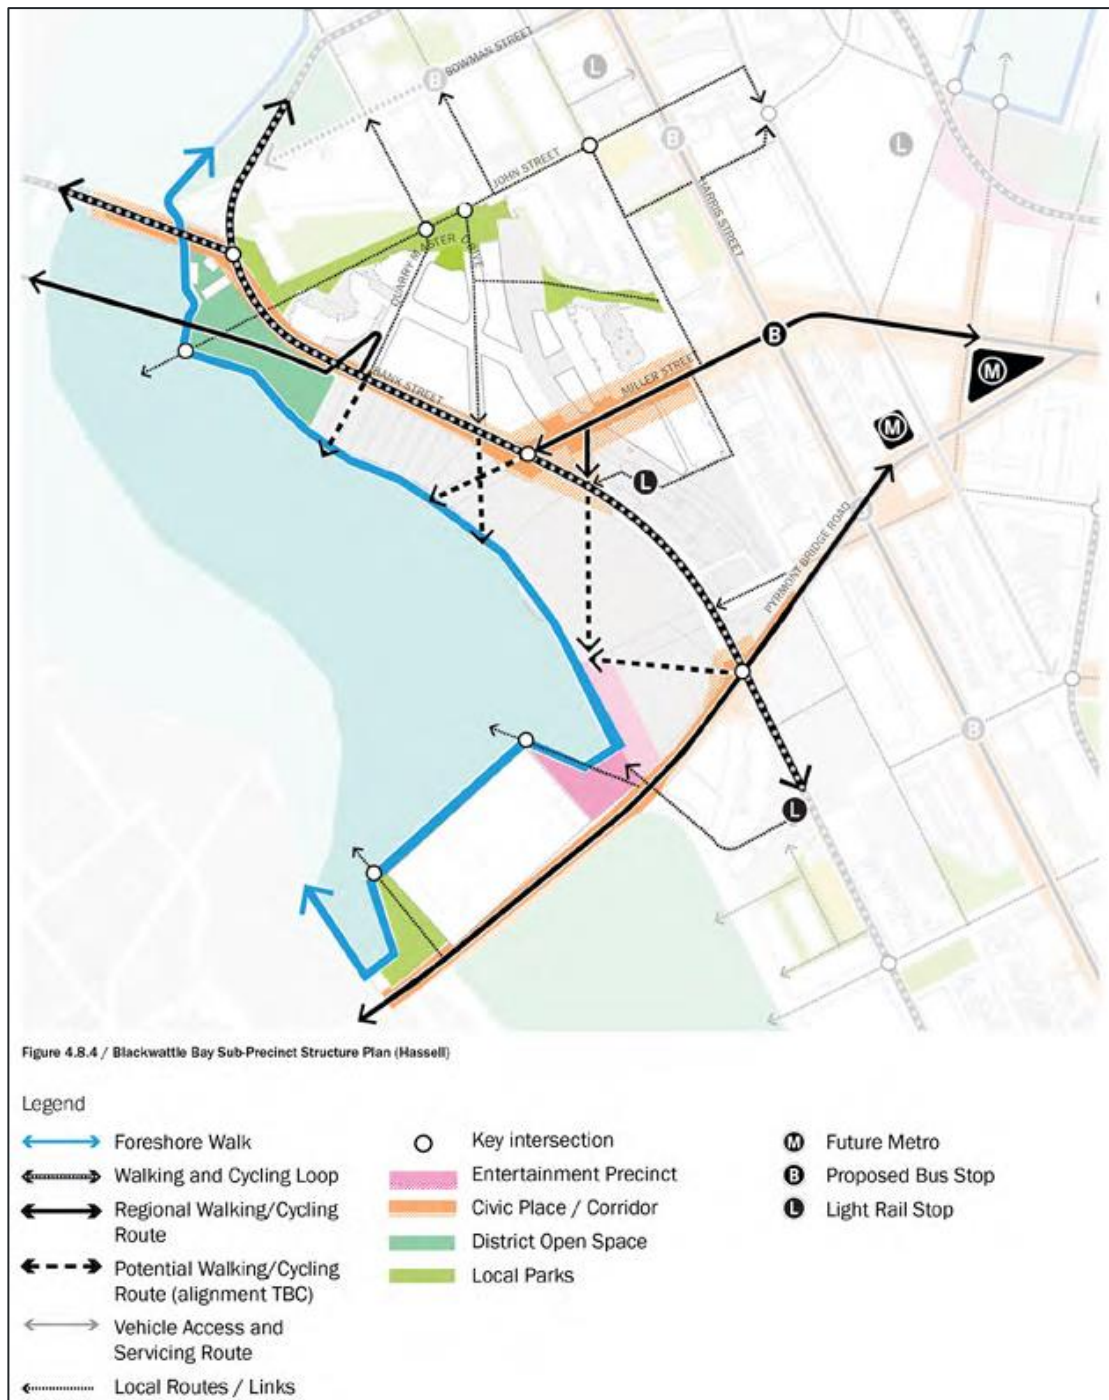 BOWMAN STREET
B
L
JOHN STREET
B
HARRIS STREET
L
QUARRY MASTER DRIVE
B
MILLER STREET
BANK STREET
M
M
L
PYRMONT BRIDGE ROAD
B
L
Figure 4.8.4 / Blackwattle Bay Sub-Precinct Structure Plan (Hassell)
Legend
Foreshore Walk
Walking and Cycling Loop
Regional Walking/Cycling
Route
Potential Walking/Cycling
Route (alignment TBC)
Vehicle Access and
Servicing Route
Local Routes / Links
Key intersection
Entertainment Precinct
Civic Place / Corridor
District Open Space
Local Parks
M Future Metro
B Proposed Bus Stop
L Light Rail Stop